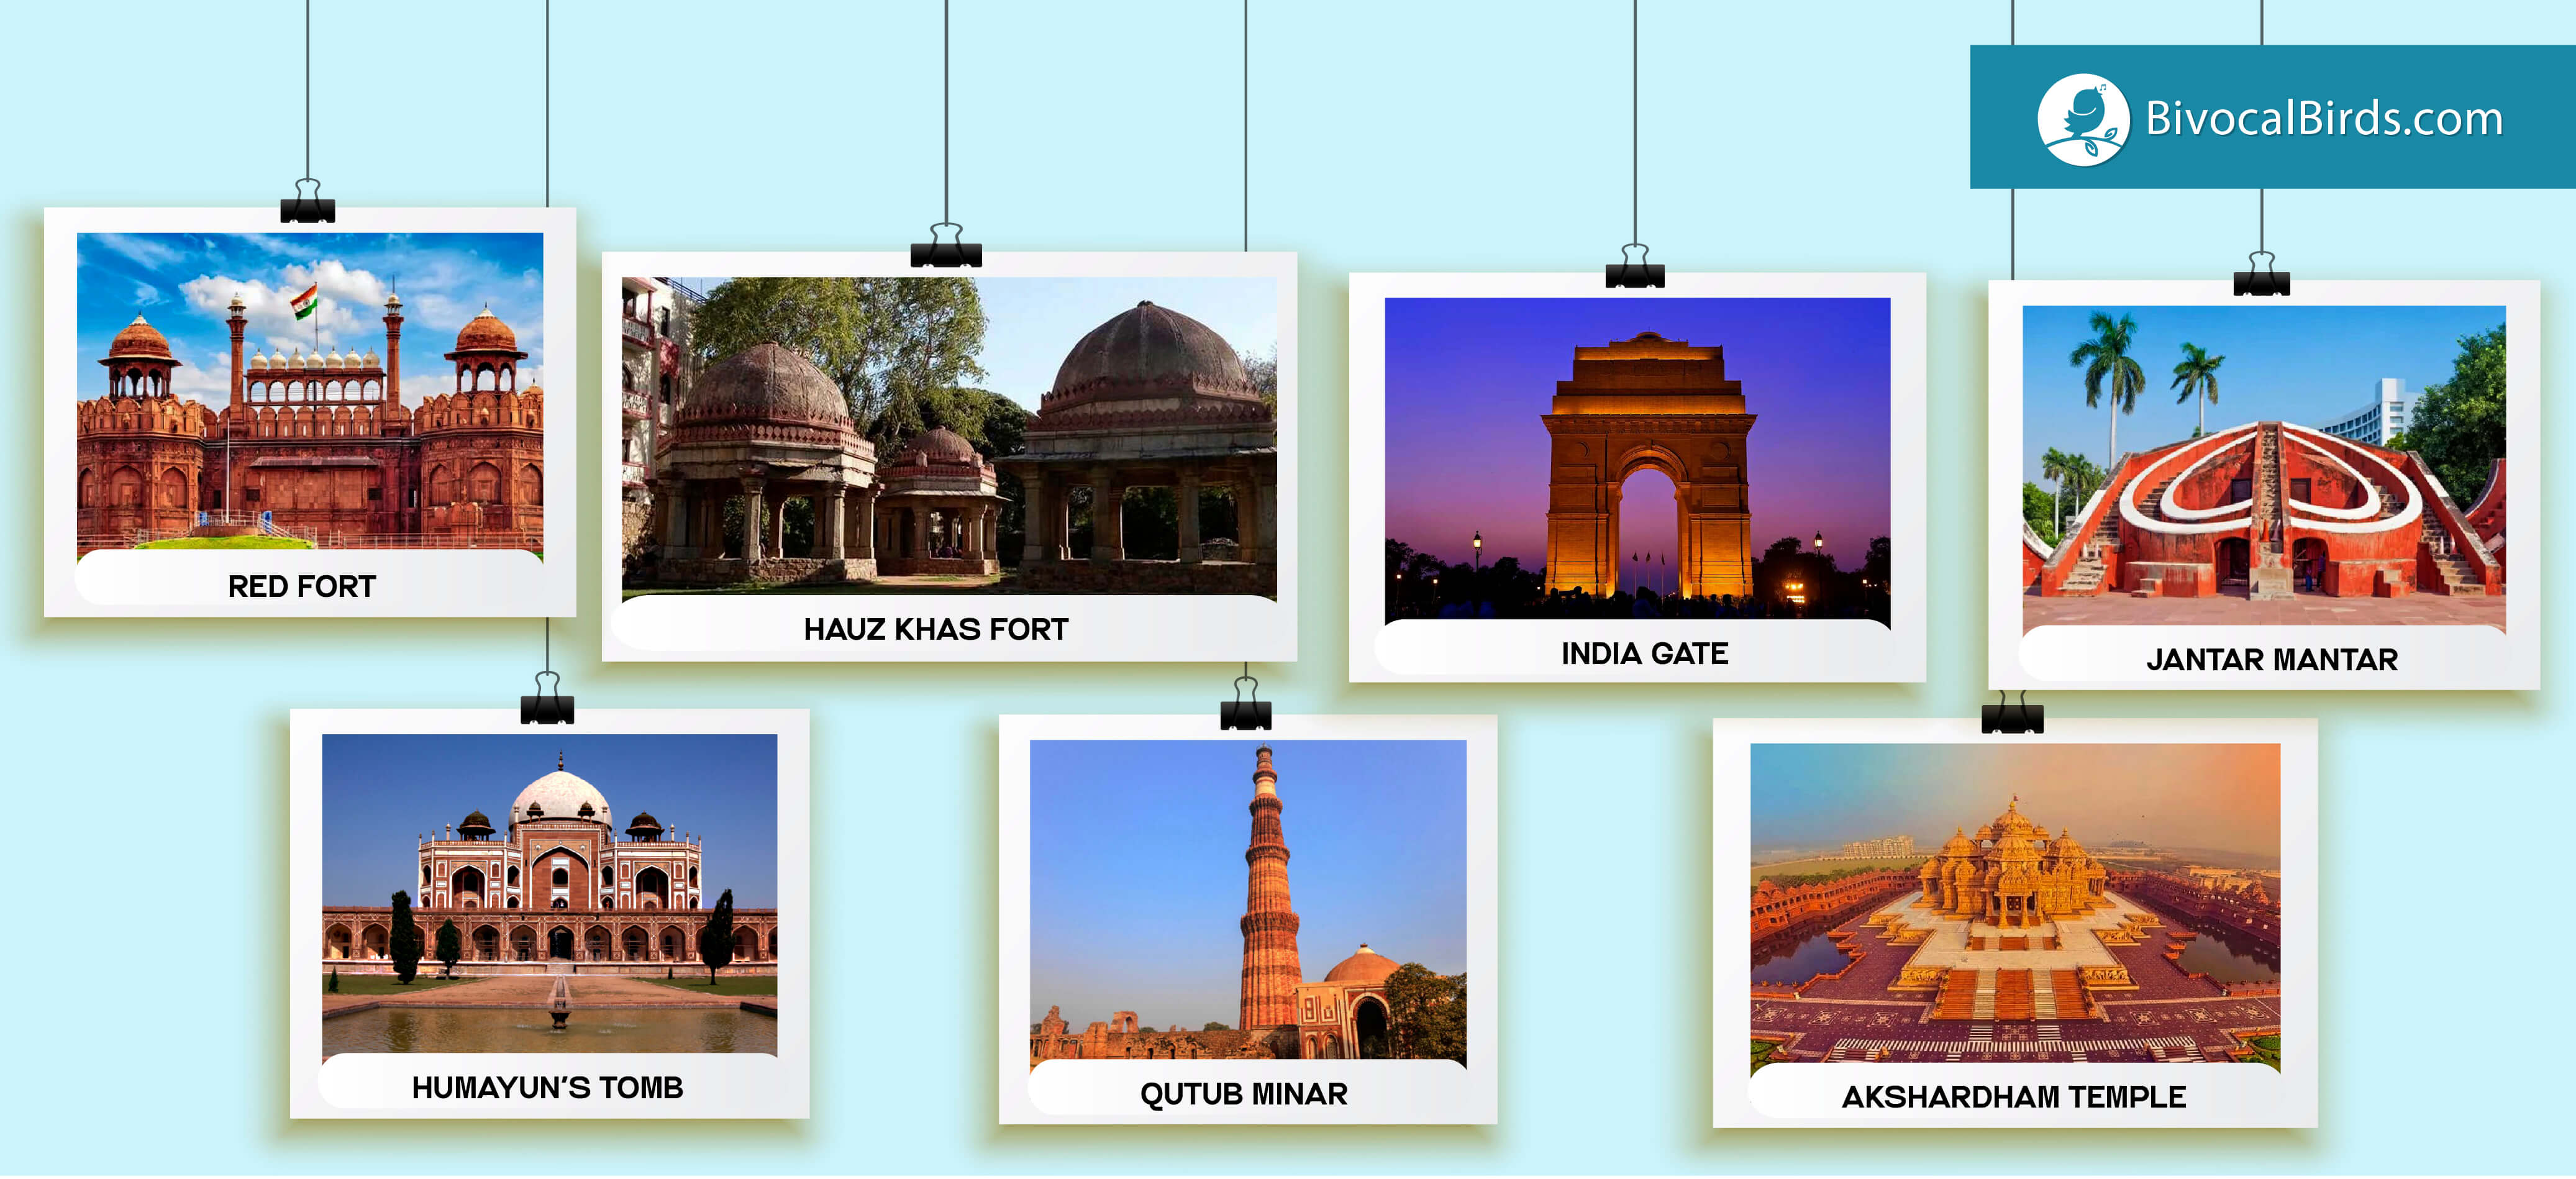 BivocalBirds.com
RED FORT
HAUZ KHAS FORT
INDIA GATE
JANTAR MANTAR
HUMAYUN'S TOMB
QUTUB MINAR
AKSHARDHAM TEMPLE